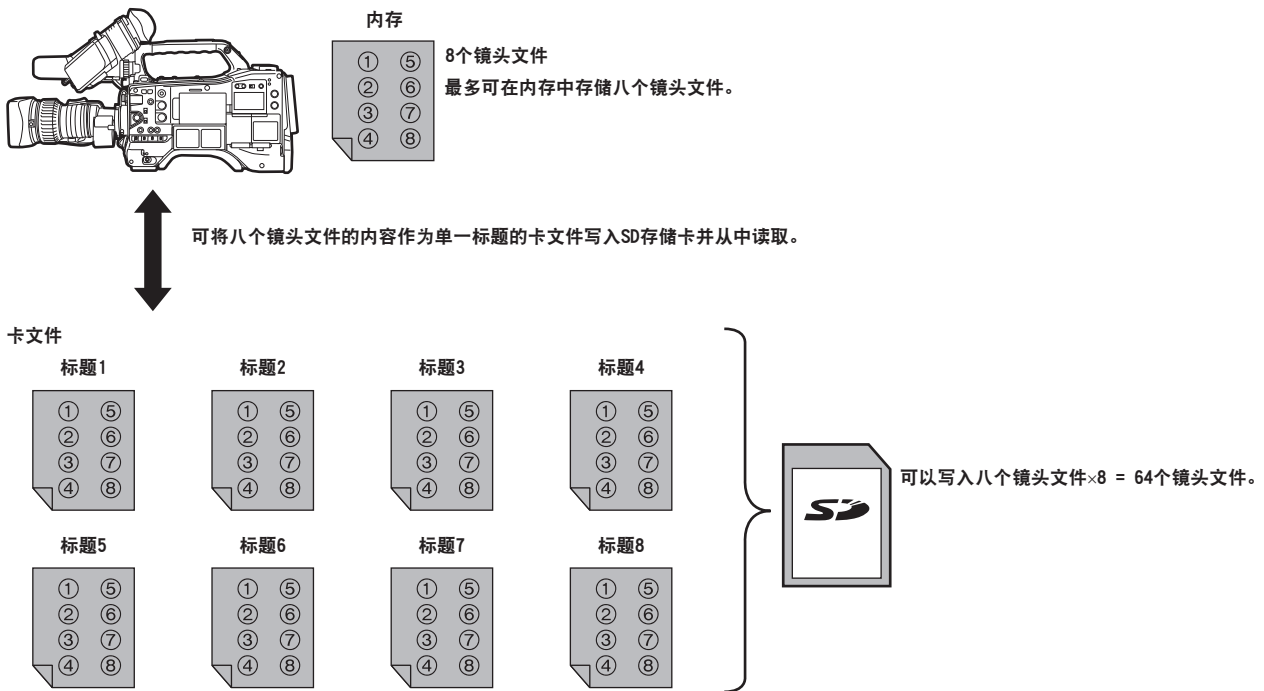 内存
① ⑤
② ⑥
③ ⑦
④ ⑧
8个镜头文件
最多可在内存中存储八个镜头文件。
可将八个镜头文件的内容作为单一标题的卡文件写入SD存储卡并从中读取。
卡文件
标题1 标题2 标题3 标题4
① ⑤ ① ⑤ ① ⑤ ① ⑤
② ⑥ ② ⑥ ② ⑥ ② ⑥
③ ⑦ ③ ⑦ ③ ⑦ ③ ⑦
④ ⑧ ④ ⑧ ④ ⑧ ④ ⑧
SD
可以写入八个镜头文件×8 = 64个镜头文件。
标题5 标题6 标题7 标题8
① ⑤ ① ⑤ ① ⑤ ① ⑤
② ⑥ ② ⑥ ② ⑥ ② ⑥
③ ⑦ ③ ⑦ ③ ⑦ ③ ⑦
④ ⑧ ④ ⑧ ④ ⑧ ④ ⑧